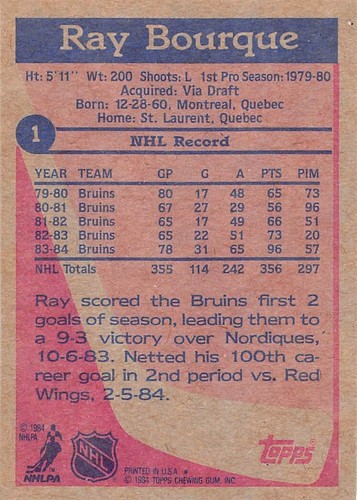 Ray Bourque
Ht: 5'11" Wt: 200 Shoots: L 1st Pro Season: 1979-80
Acquired: Via Draft
Born: 12-28-60, Montreal, Quebec
Home: St. Laurent, Quebec
1
NHL Record
YEAR TEAM GP G A PTS PIM
79-80 Bruins 80 17 48 65 73
80-81 Bruins 67 27 29 56 96
81-82 Bruins 65 17 49 66 51
82-83 Bruins 65 22 51 73 20
83-84 Bruins 78 31 65 96 57
NHL Totals 355 114 242 356 297
Ray scored the Bruins first 2
goals of season, leading them to
a 9-3 victory over Nordiques,
10-6-83. Netted his 100th ca-
reer goal in 2nd period vs. Red
Wings, 2-5-84.
© 1984
NHLPA
NHLPA
NHL
PRINTED IN U.S.A.
© 1984 TOPPS CHEWING GUM, INC.
Topps